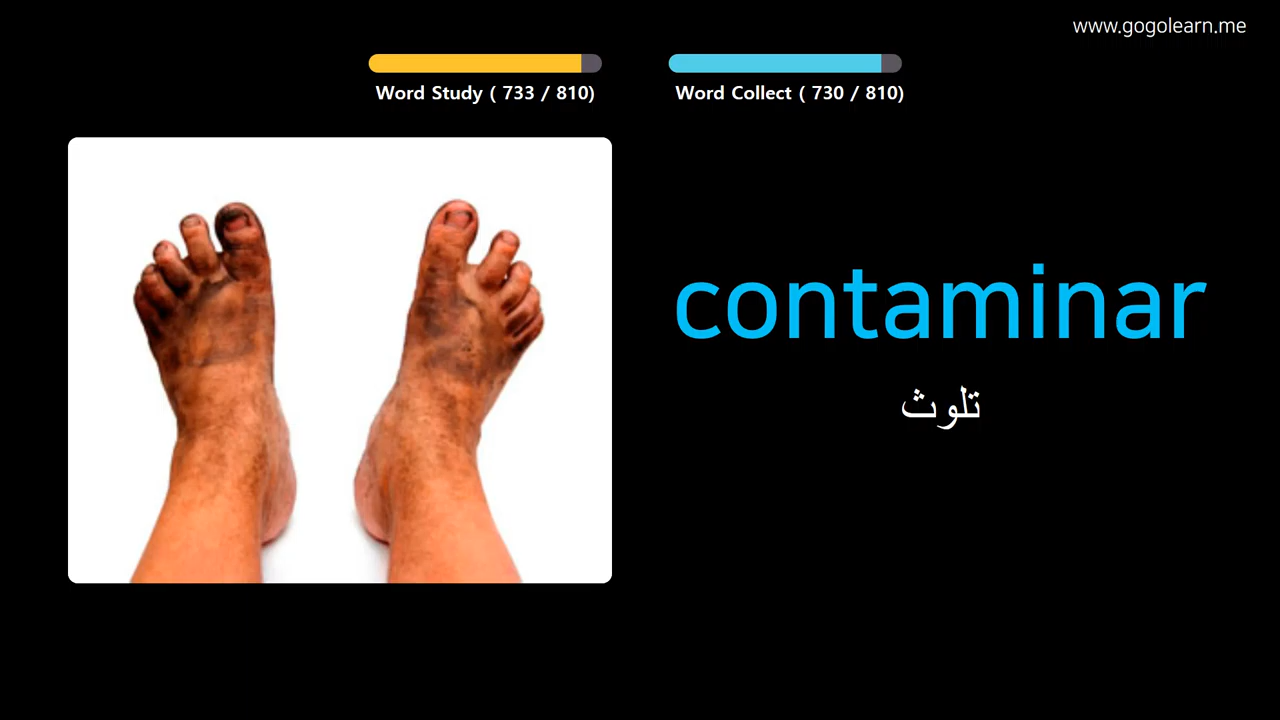 www.gogolearn.me
Word Study ( 733 / 810)
Word Collect ( 730 / 810)
contaminar
تلوث